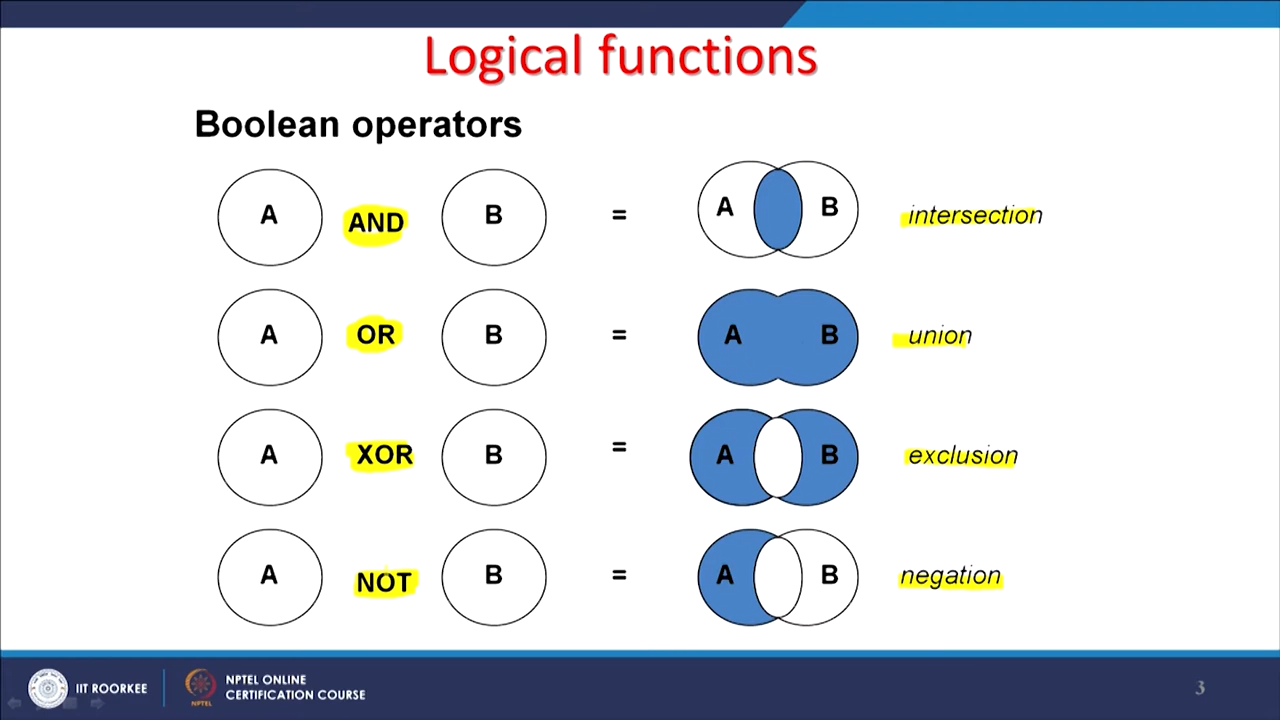 Logical functions
Boolean operators
A AND B = A B intersection
A OR B = A B union
A XOR B = A B exclusion
A NOT B = A B negation
IIT ROORKEE
NPTEL
NPTEL ONLINE
CERTIFICATION COURSE
3